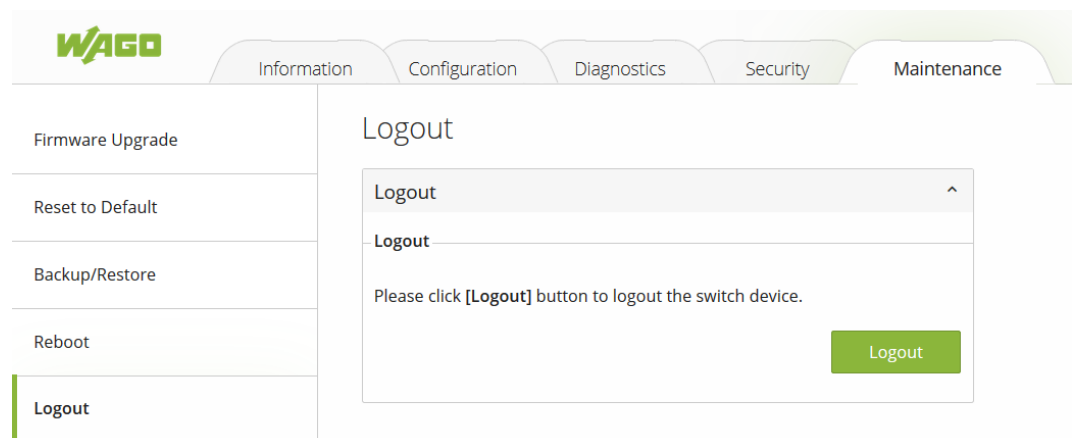 WAGO
Information Configuration Diagnostics Security Maintenance
Firmware Upgrade
Reset to Default
Backup/Restore
Reboot
Logout
Logout
Logout
Logout
Please click [Logout] button to logout the switch device.
Logout